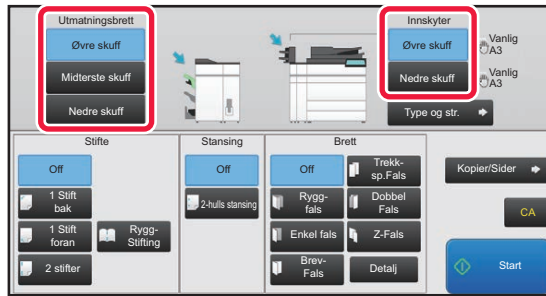 Utmatningsbrett
Innskyter
Øvre skuff
Midterste skuff
Nedre skuff
Øvre skuff
Vanlig
A3
Nedre skuff
Vanlig
A3
Type og str.
Stifte
Stansing
Brett
Off
1 Stift
bak
1 Stift
foran
2 stifter
Rygg-
Stifting
Off
2-hulls stansing
Off
Trekk-
sp.Fals
Rygg-
fals
Dobbel
Fals
Enkel fals
Z-Fals
Brev-
Fals
Detalj
Kopier/Sider
CA
Start